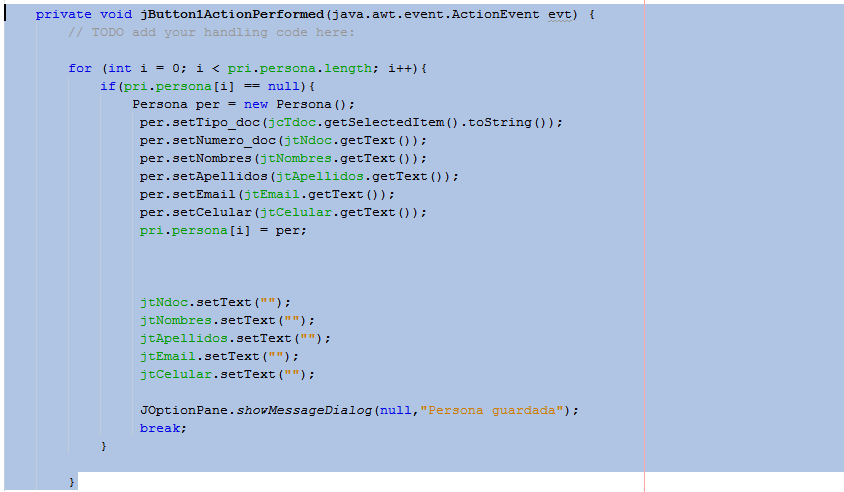 private void jButton1ActionPerformed(java.awt.event.ActionEvent evt) {
// TODO add your handling code here:
for (int i = 0; i < pri.persona.length; i++){
if(pri.persona[i] == null){
Persona per = new Persona();
per.setTipo_doc(jcTdoc.getSelectedItem().toString());
per.setNumero_doc(jtNdoc.getText());
per.setNombres(jtNombres.getText());
per.setApellidos(jtApellidos.getText());
per.setEmail(jtEmail.getText());
per.setCelular(jtCelular.getText());
pri.persona[i] = per;
jtNdoc.setText("");
jtNombres.setText("");
jtApellidos.setText("");
jtEmail.setText("");
jtCelular.setText("");
JOptionPane.showMessageDialog(null,"Persona guardada");
break;
}
}